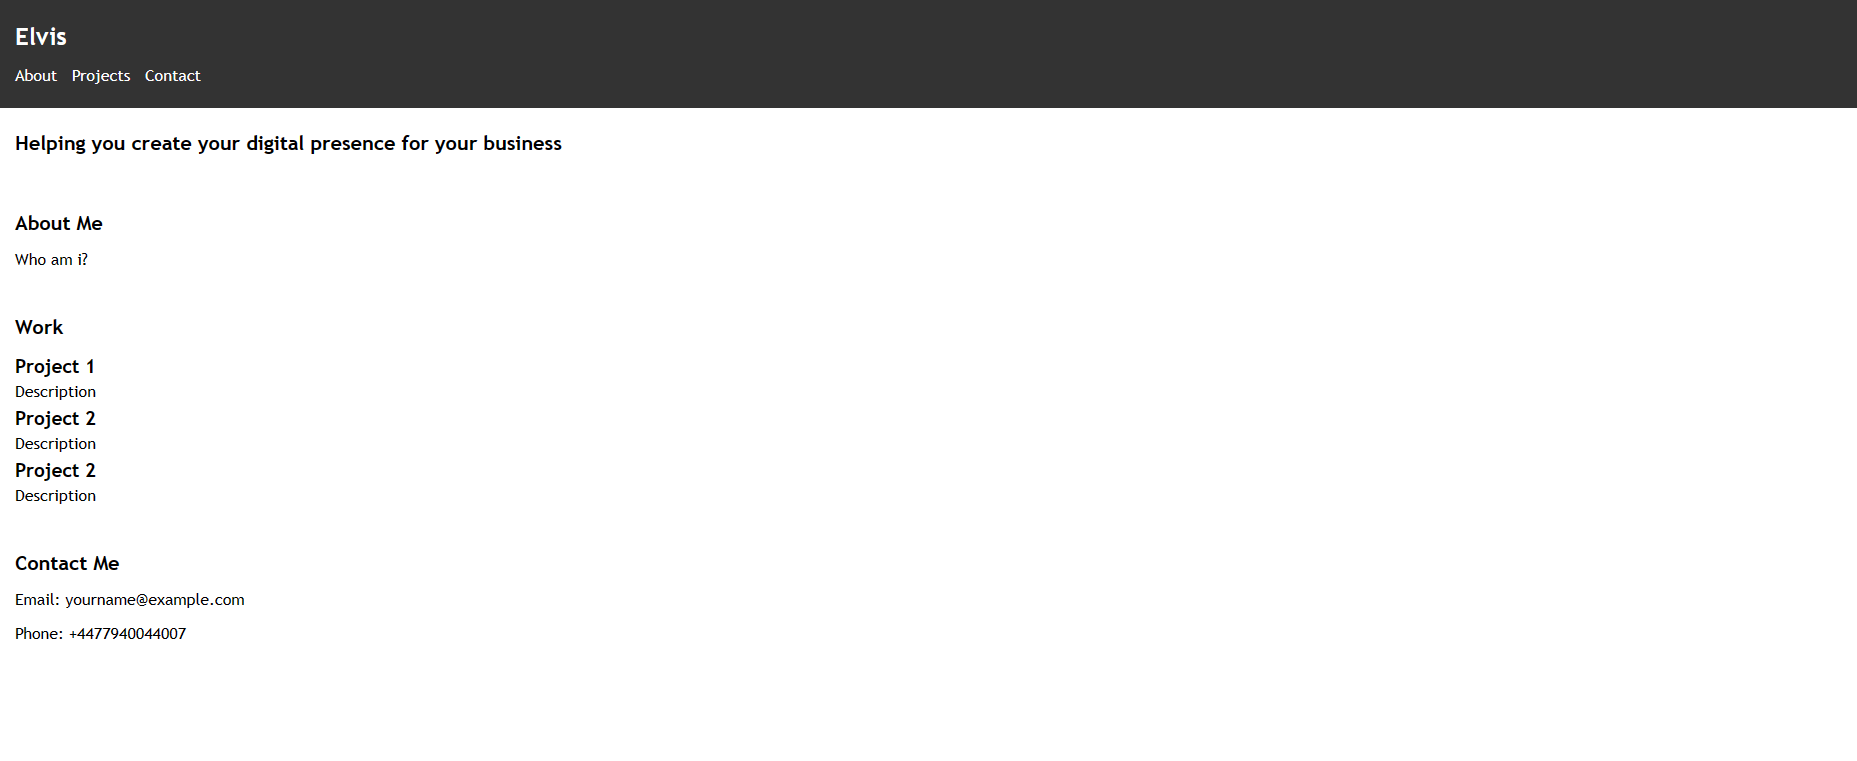 Elvis
About Projects Contact
Helping you create your digital presence for your business
About Me
Who am i?
Work
Project 1
Description
Project 2
Description
Project 2
Description
Contact Me
Email: yourname@example.com
Phone: +4477940044007